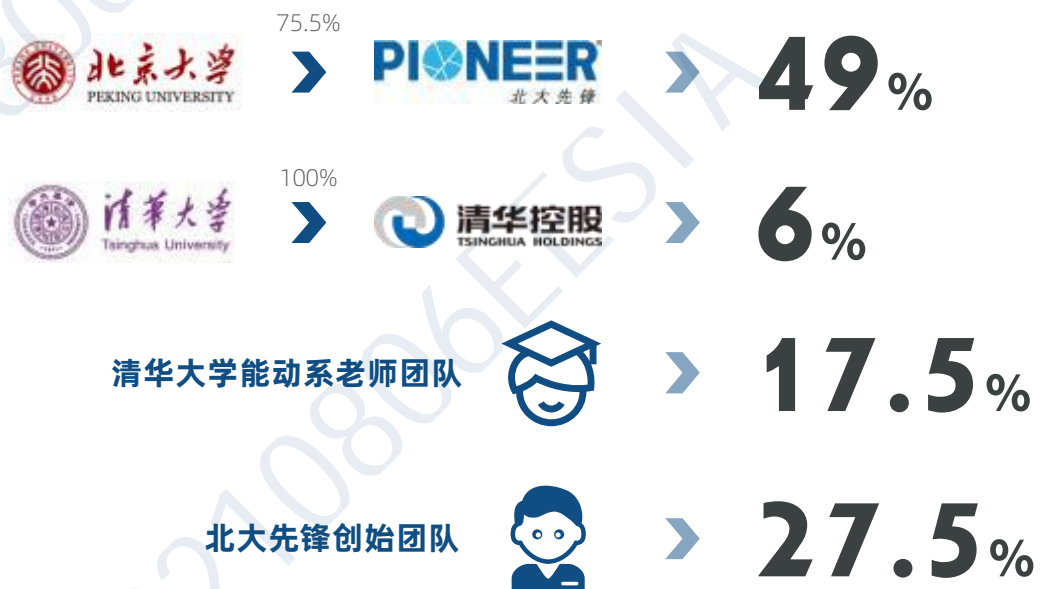 75.5%
北京大学
PEKING UNIVERSITY
PIONEER
北大先锋
49%
100%
清華大学
Tsinghua University
清华控股
TSINGHUA HOLDINGS
6%
清华大学能动系老师团队
17.5%
北大先锋创始团队
27.5%
210806EESIA